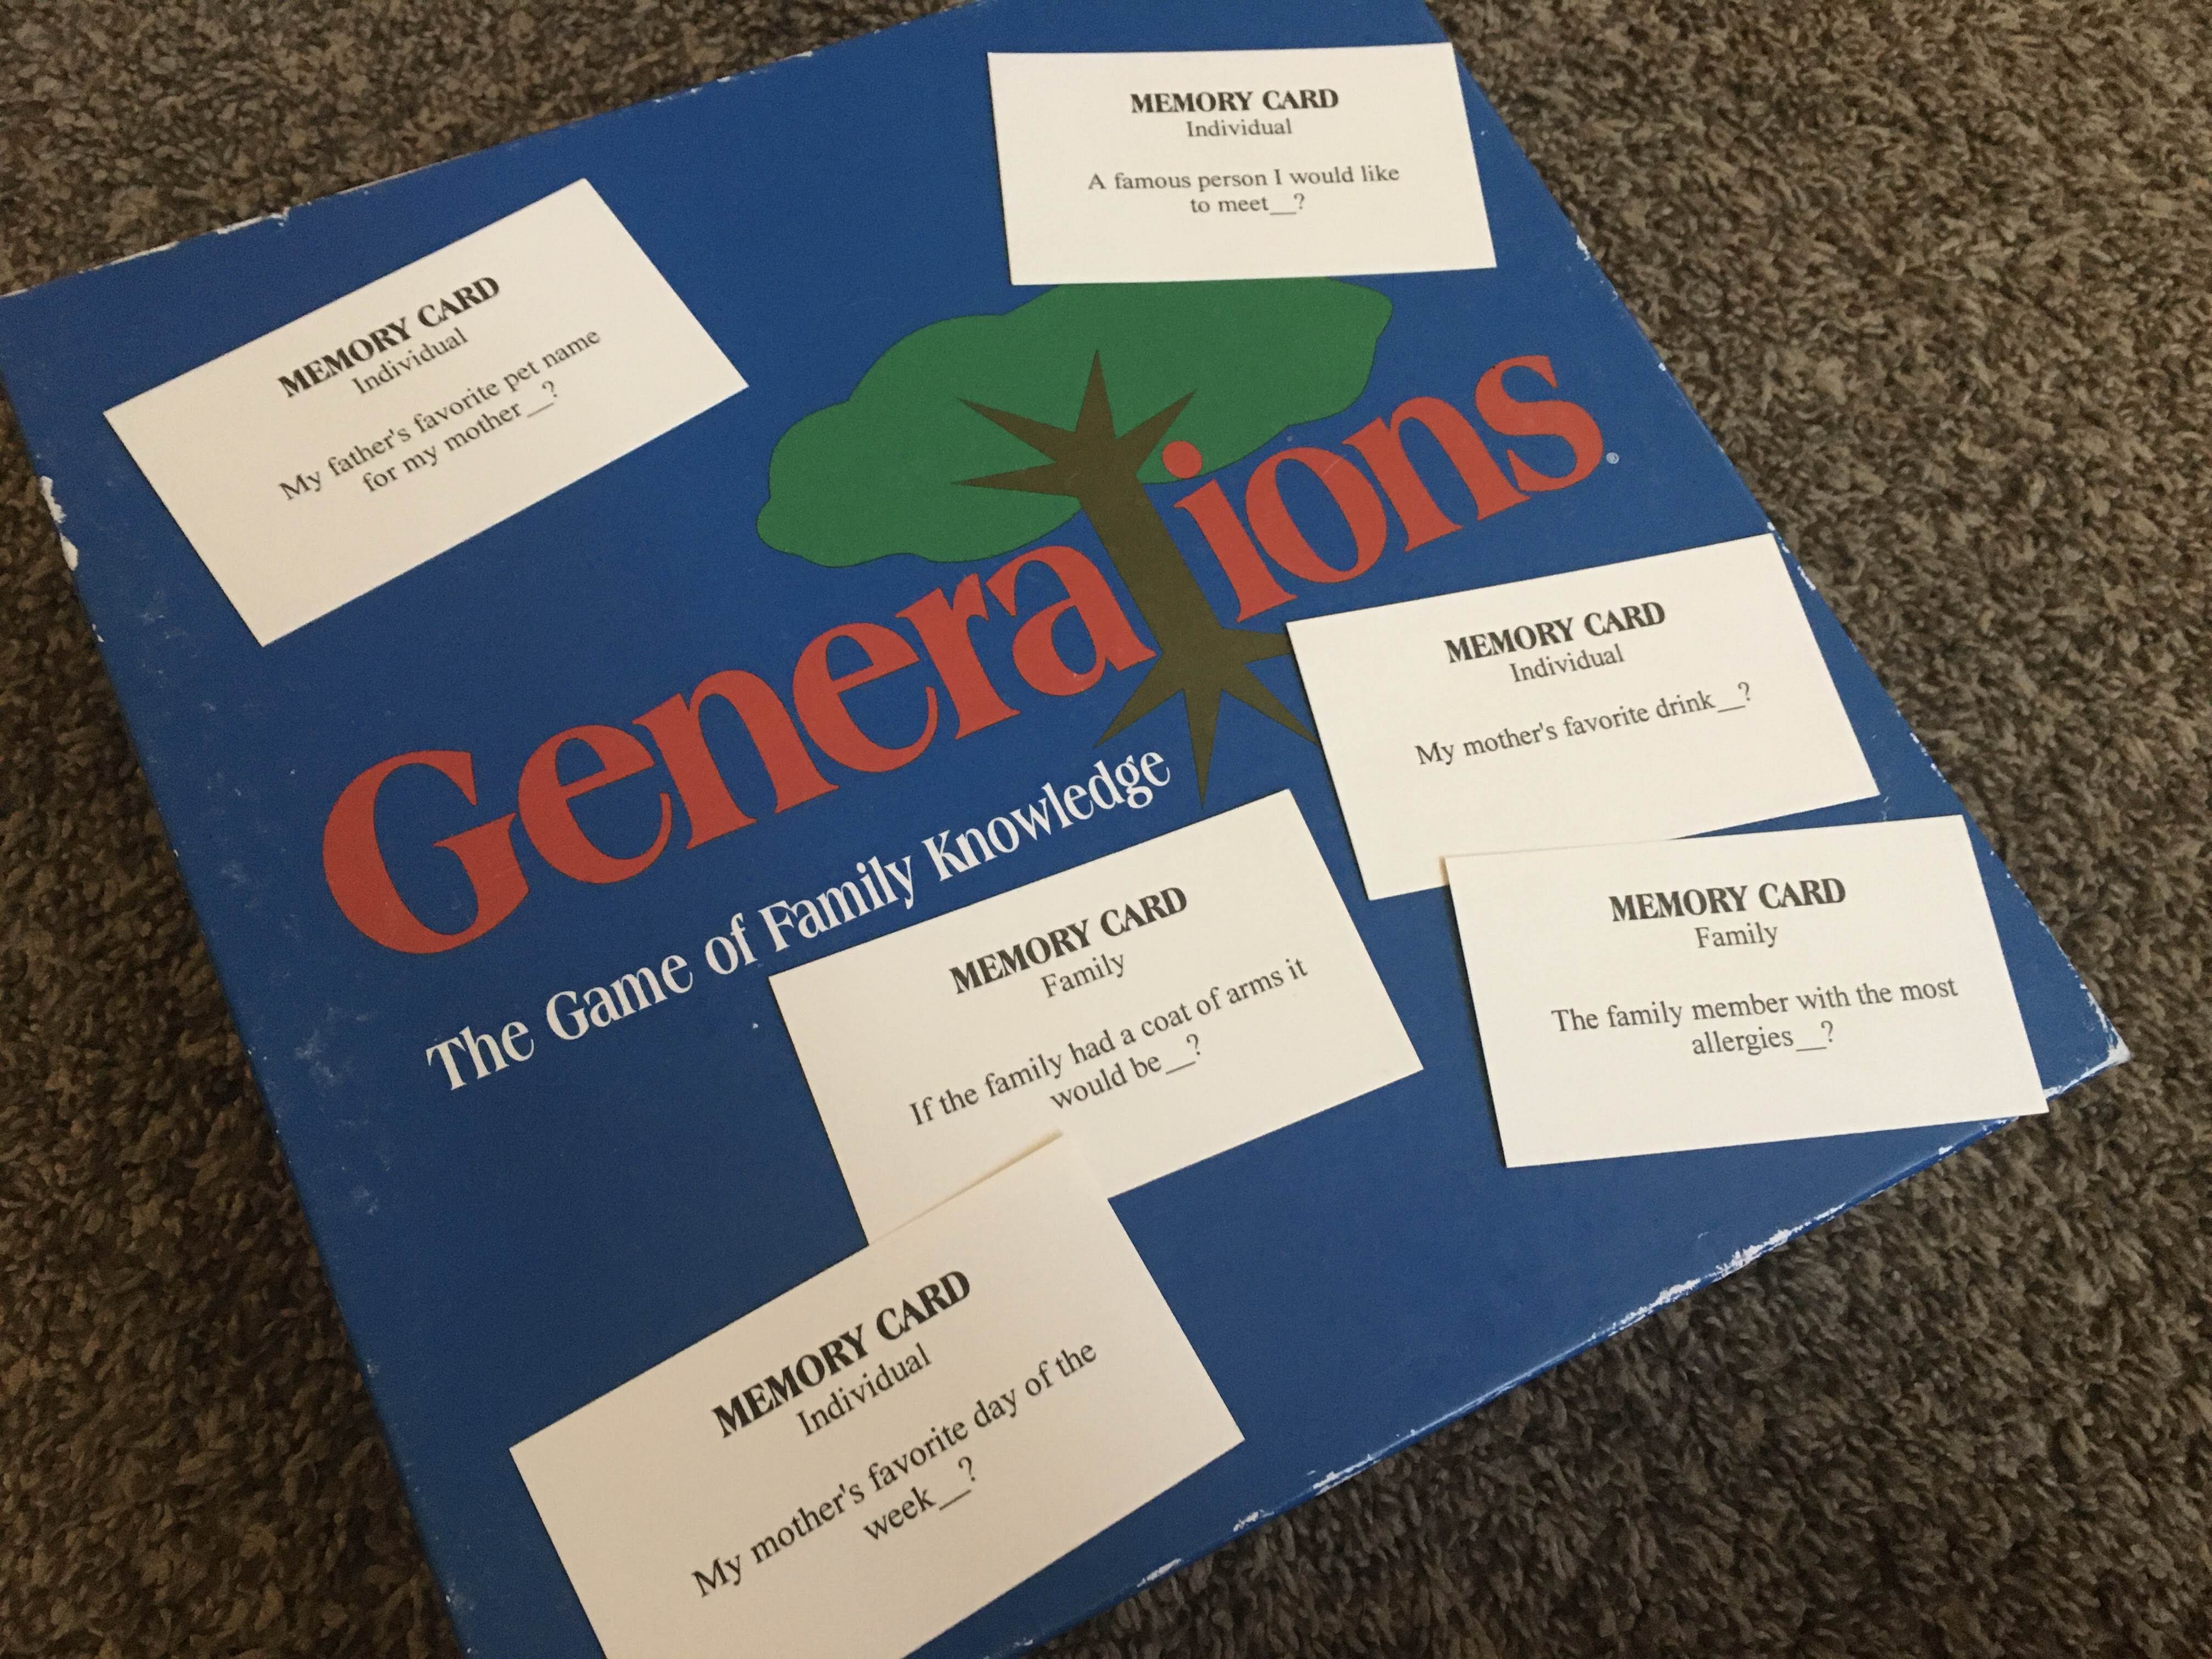 MEMORY CARD
Individual
A famous person I would like
to meet__?
MEMORY CARD
Individual
My father's favorite pet name
for my mother__?
Generations®
The Game of Family Knowledge
MEMORY CARD
Individual
My mother's favorite drink__?
MEMORY CARD
Family
The family member with the most
allergies__?
MEMORY CARD
Family
If the family had a coat of arms it
would be__?
MEMORY CARD
Individual
My mother's favorite day of the
week__?